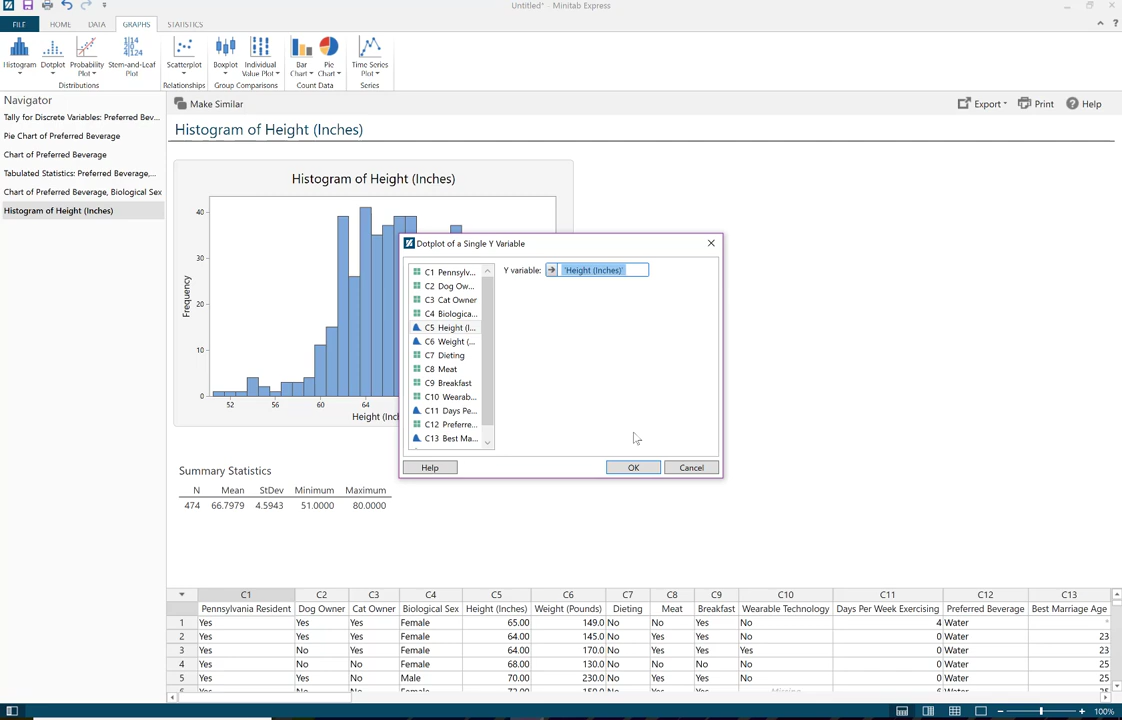 Untitled* - Minitab Express
FILE HOME DATA GRAPHS STATISTICS
Histogram Dotplot Probability Plot Stem-and-Leaf Plot Scatterplot Boxplot Individual Value Plot Bar Chart Pie Chart Time Series Plot
Distributions Relationships Group Comparisons Count Data Series
Navigator
Tally for Discrete Variables: Preferred Bev...
Pie Chart of Preferred Beverage
Chart of Preferred Beverage
Tabulated Statistics: Preferred Beverage,...
Chart of Preferred Beverage, Biological Sex
Histogram of Height (Inches)
Make Similar Export Print Help
Histogram of Height (Inches)
Histogram of Height (Inches)
Frequency
40
30
20
10
0
52 56 60 64
Height (Incl
Dotplot of a Single Y Variable
C1 Pennsylv...
C2 Dog Ow...
C3 Cat Owner
C4 Biologica...
C5 Height (I...
C6 Weight (...
C7 Dieting
C8 Meat
C9 Breakfast
C10 Wearab...
C11 Days Pe...
C12 Preferre...
C13 Best Ma...
Y variable: 'Height (Inches)'
Help OK Cancel
Summary Statistics
N Mean StDev Minimum Maximum
474 66.7979 4.5943 51.0000 80.0000
C1 C2 C3 C4 C5 C6 C7 C8 C9 C10 C11 C12 C13
Pennsylvania Resident Dog Owner Cat Owner Biological Sex Height (Inches) Weight (Pounds) Dieting Meat Breakfast Wearable Technology Days Per Week Exercising Preferred Beverage Best Marriage Age
1 Yes Yes Yes Female 65.00 149.0 No No Yes No 4 Water *
2 Yes Yes Yes Female 64.00 145.0 No Yes Yes No 0 Water 23
3 Yes No Yes Female 64.00 170.0 No Yes Yes Yes 0 Water 23
4 Yes No No Female 68.00 130.0 No No No No 0 Water 25
5 Yes Yes No Male 70.00 230.0 No Yes Yes No 0 Water 25
100%